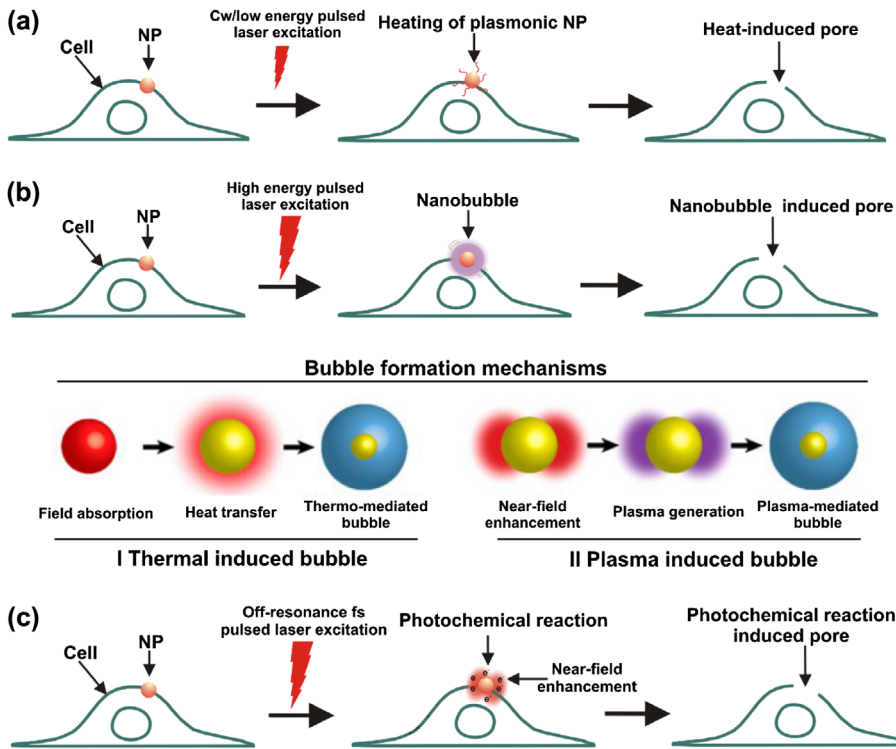 (a)
Cell
NP
Cw/low energy pulsed
laser excitation
Heating of plasmonic NP
Heat-induced pore
(b)
Cell
NP
High energy pulsed
laser excitation
Nanobubble
Nanobubble induced pore
Bubble formation mechanisms
Field absorption
Heat transfer
Thermo-mediated
bubble
Near-field
enhancement
Plasma generation
Plasma-mediated
bubble
I Thermal induced bubble
II Plasma induced bubble
(c)
Cell
NP
Off-resonance fs
pulsed laser excitation
Photochemical reaction
e e e e e e e
Near-field
enhancement
Photochemical reaction
induced pore